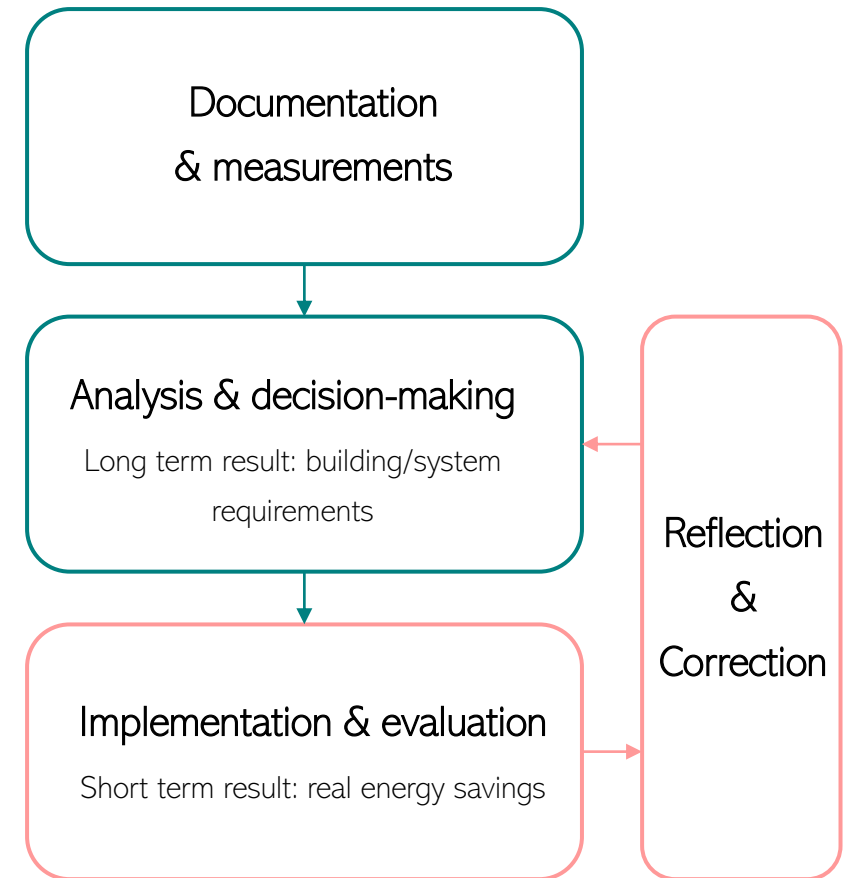 Documentation
& measurements
Analysis & decision-making
Long term result: building/system
requirements
Implementation & evaluation
Short term result: real energy savings
Reflection
&
Correction